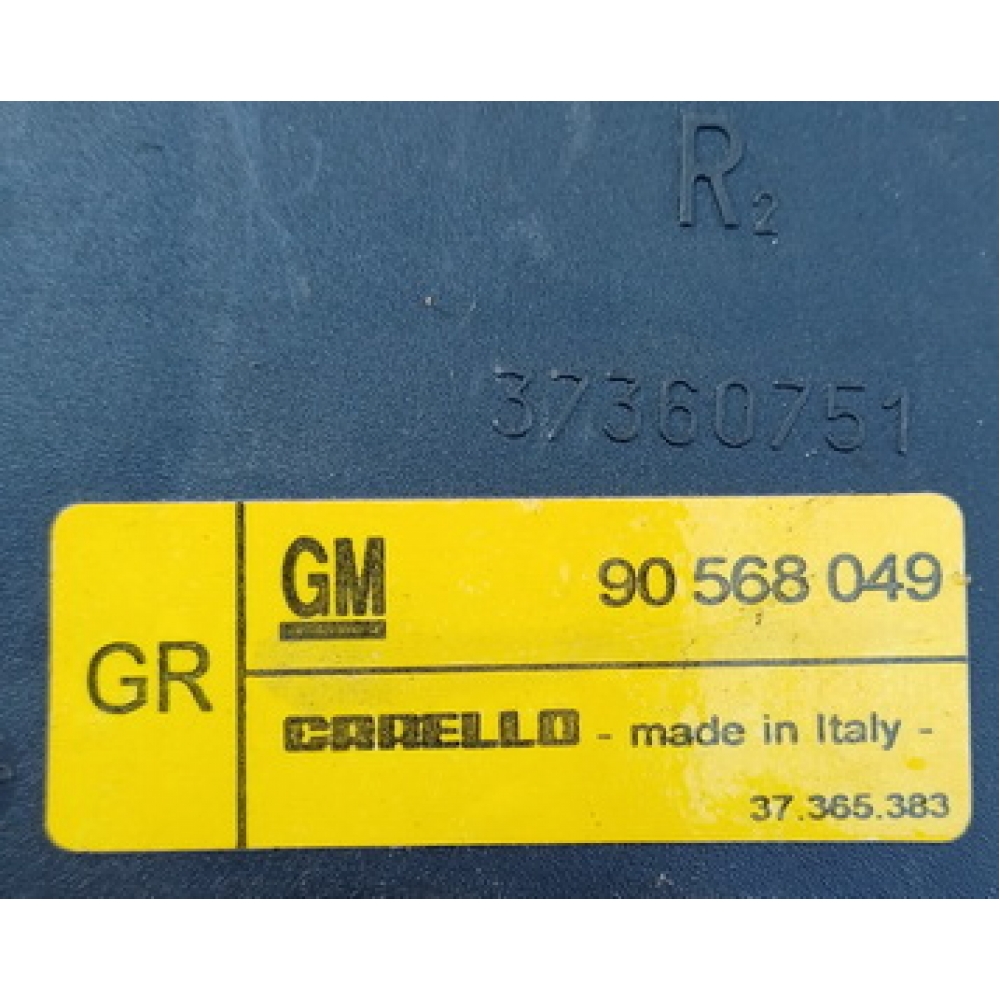 R2
37360751
GR
GM
90 568 049
CARELLO - made in Italy -
37.365.383